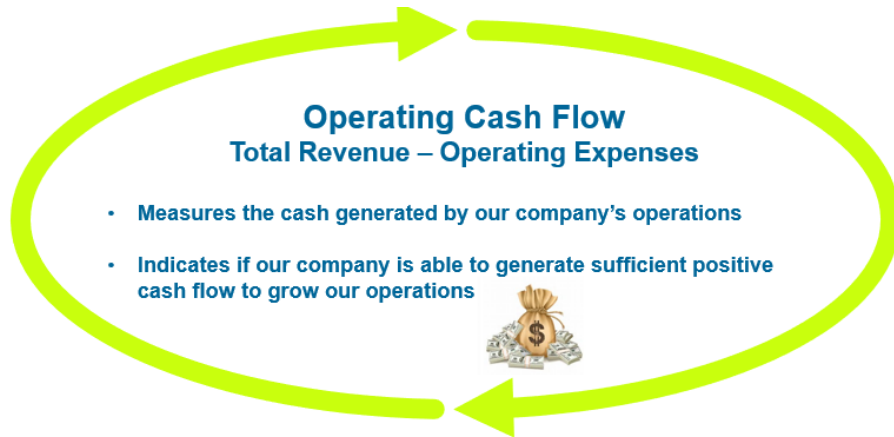 Operating Cash Flow
Total Revenue – Operating Expenses
• Measures the cash generated by our company's operations
• Indicates if our company is able to generate sufficient positive
cash flow to grow our operations
$